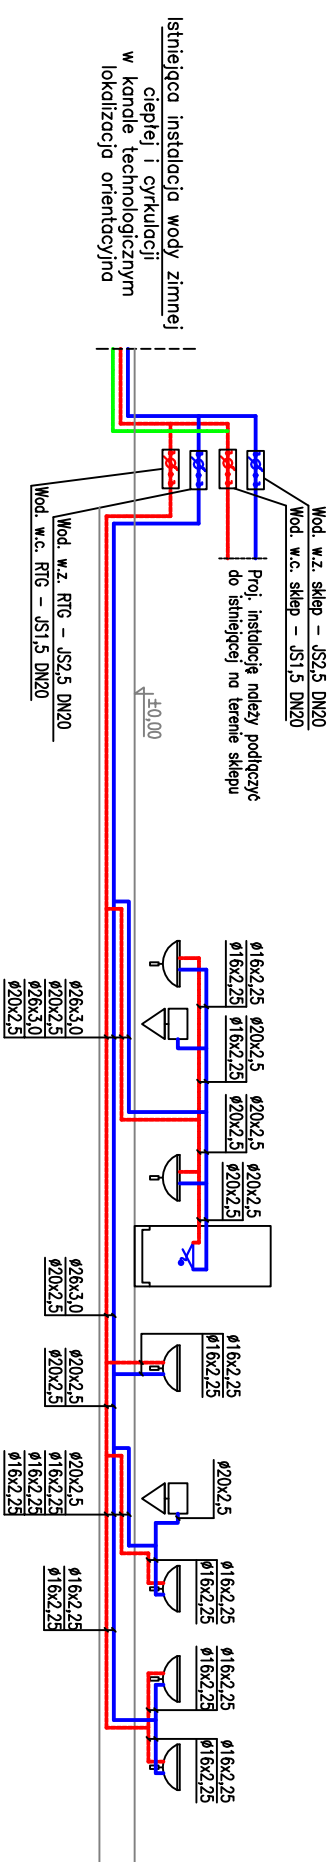 Istniejąca instalacja wody zimnej
ciepłej i cyrkulacji
w kanale technologicznym
lokalizacja orientacyjna
Wod. w.z. sklep - JS2,5 DN20
Wod. w.c. sklep - JS1,5 DN20
Proj. instalację należy podłączyć
do istniejącej na terenie sklepu
Wod. w.z. RTG - JS2,5 DN20
Wod. w.c. RTG - JS1,5 DN20
±0,00
ø16x2,25
ø16x2,25
ø20x2,5
ø16x2,25
ø20x2,5
ø20x2,5
ø20x2,5
ø20x2,5
ø26x3,0
ø20x2,5
ø26x3,0
ø20x2,5
ø26x3,0
ø20x2,5
ø16x2,25
ø16x2,25
ø20x2,5
ø20x2,5
ø20x2,5
ø20x2,5
ø16x2,25
ø16x2,25
ø16x2,25
ø16x2,25
ø16x2,25
ø16x2,25
ø16x2,25
ø16x2,25
ø16x2,25
ø16x2,25
ø16x2,25